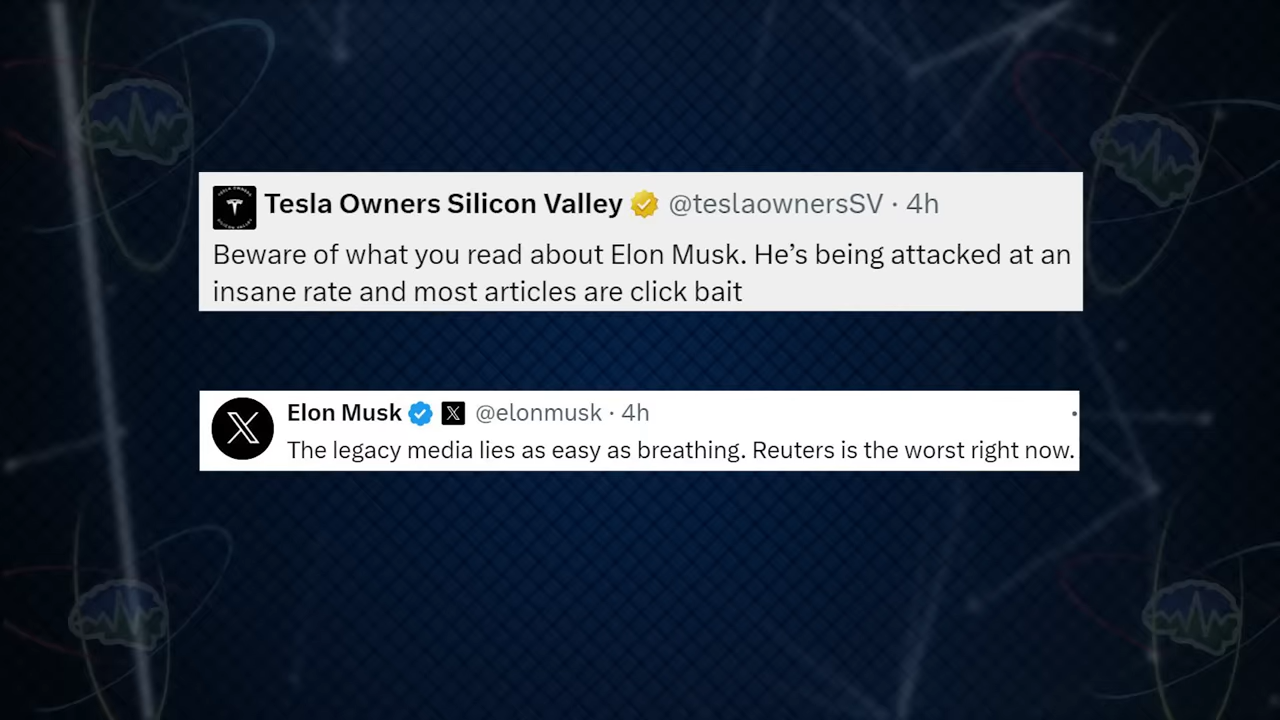 Tesla Owners Silicon Valley @teslaownersSV · 4h
Beware of what you read about Elon Musk. He’s being attacked at an
insane rate and most articles are click bait
Elon Musk @elonmusk · 4h
The legacy media lies as easy as breathing. Reuters is the worst right now.